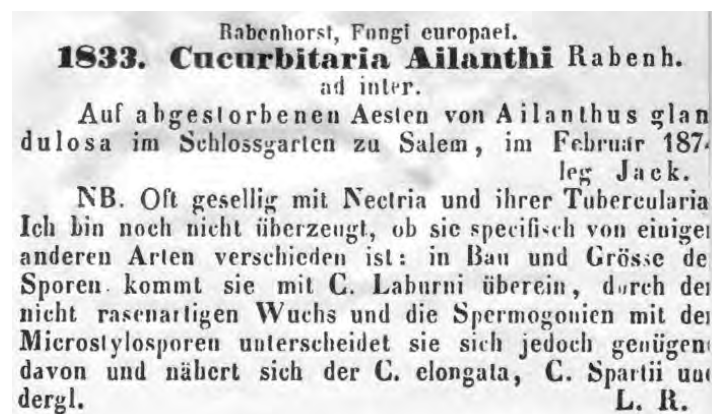 Rabenhorst, Fungi europaei.
1833. Cucurbitaria Ailanthi Rabenh.
ad inter.
Auf abgestorbenen Aesten von Ailanthus glan
dulosa im Schlossgarten zu Salem, im Februar 187
leg Jack.
NB. Oft gesellig mit Nectria und ihrer Tubercularia
Ich bin noch nicht überzeugt, ob sie specifisch von einige
anderen Arten verschieden ist: in Bau und Grösse de
Sporen kommt sie mit C. Laburni überein, durch de
nicht rasenartigen Wuchs und die Spermogonien mit de
Microstylosporen unterscheidet sie sich jedoch genügen
davon und nähert sich der C. elongata, C. Spartii und
dergl. L. R.